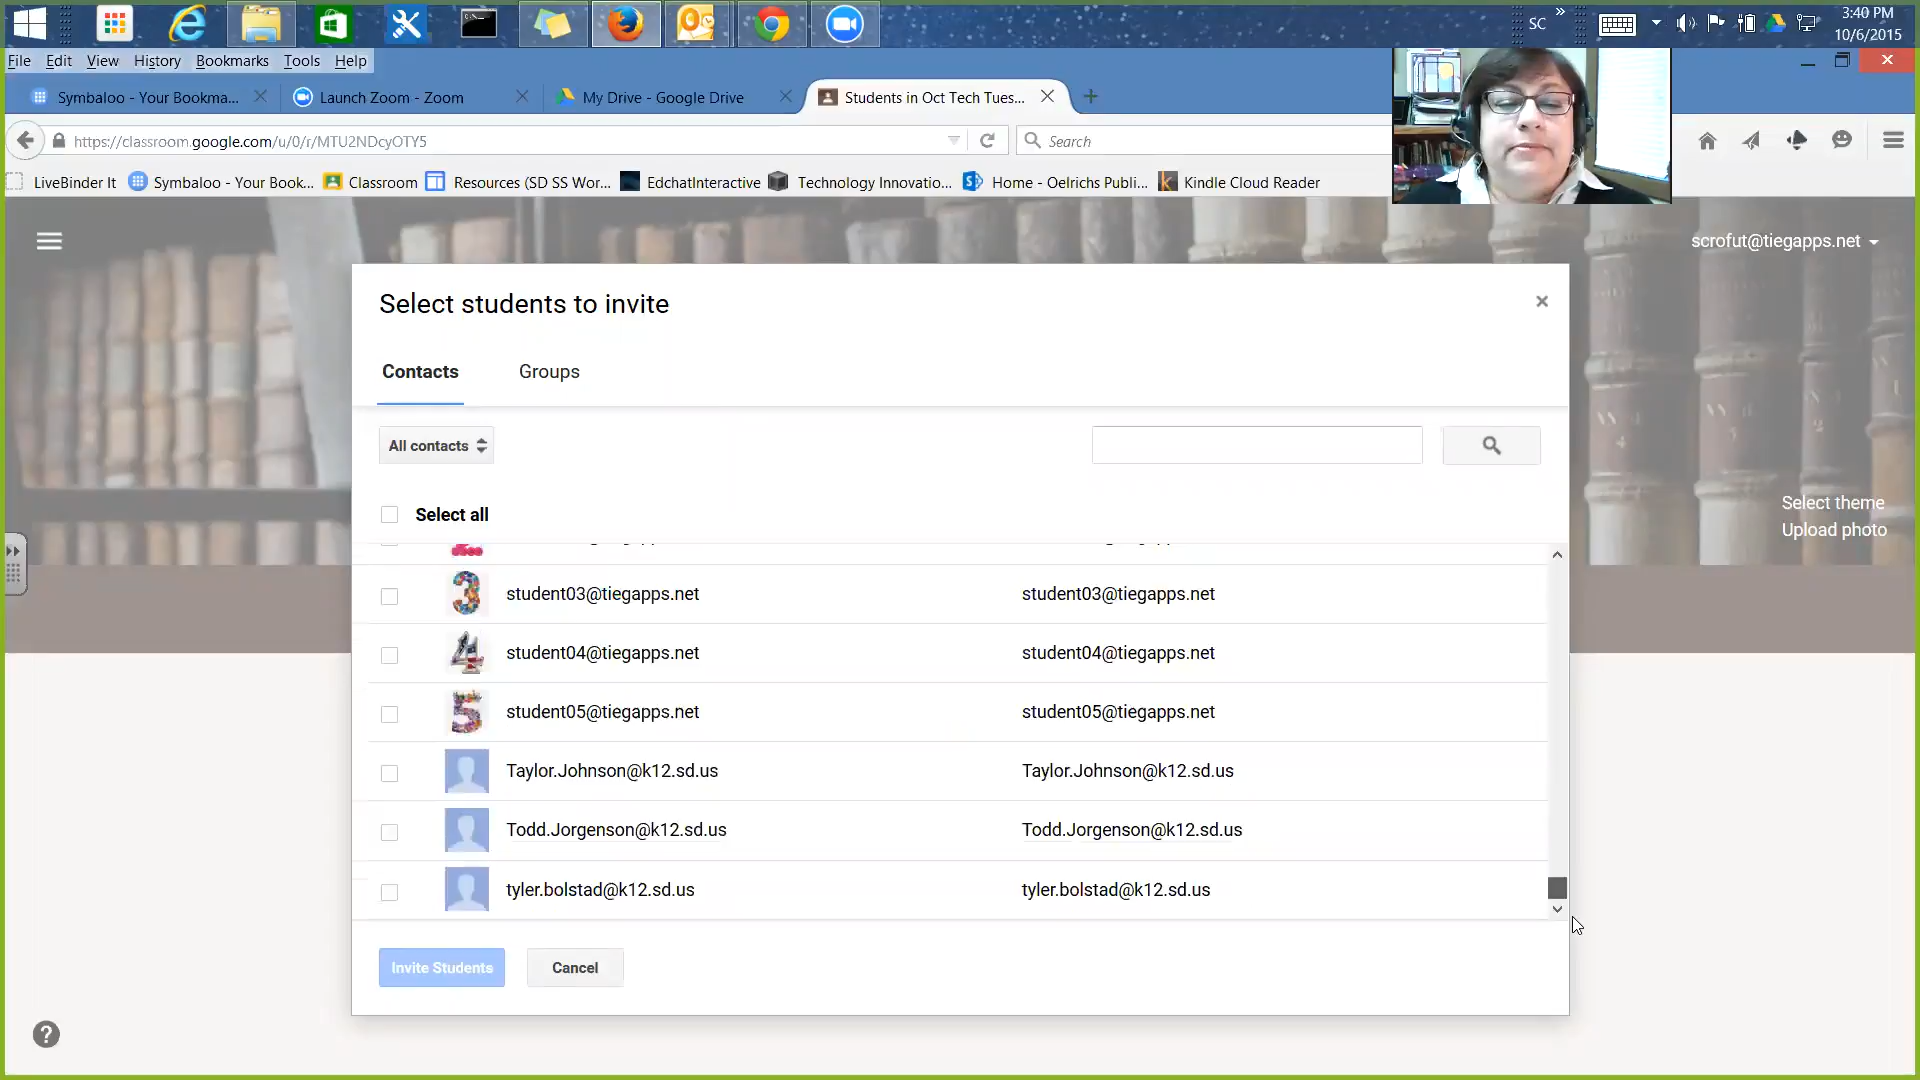 SC
3:40 PM
10/6/2015
File Edit View History Bookmarks Tools Help
Symbaloo - Your Bookma...
Launch Zoom - Zoom
My Drive - Google Drive
Students in Oct Tech Tues...
https://classroom.google.com/u/0/r/MTU2NDcyOTY5
Search
LiveBinder It
Symbaloo - Your Book...
Classroom
Resources (SD SS Wor...
EdchatInteractive
Technology Innovatio...
Home - Oelrichs Publi...
Kindle Cloud Reader
scrofut@tiegapps.net
Select students to invite
Contacts Groups
All contacts
Select all
Select theme
Upload photo
student03@tiegapps.net student03@tiegapps.net
student04@tiegapps.net student04@tiegapps.net
student05@tiegapps.net student05@tiegapps.net
Taylor.Johnson@k12.sd.us Taylor.Johnson@k12.sd.us
Todd.Jorgenson@k12.sd.us Todd.Jorgenson@k12.sd.us
tyler.bolstad@k12.sd.us tyler.bolstad@k12.sd.us
Invite Students Cancel